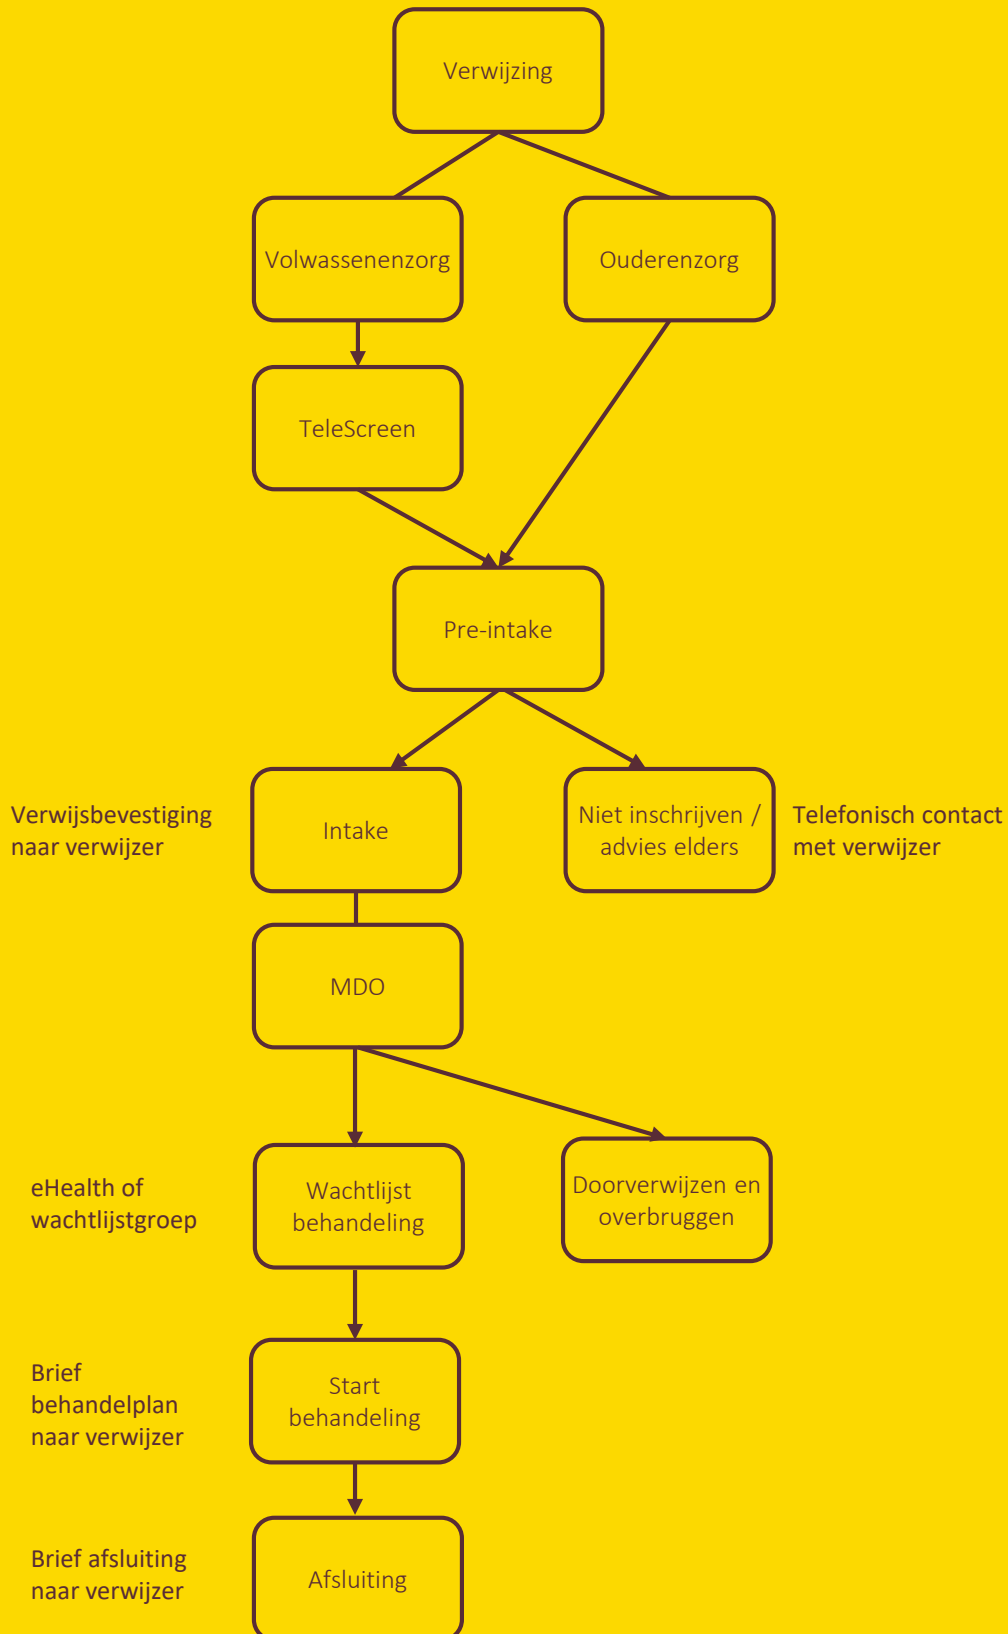 Verwijzing
Volwassenenzorg
Ouderenzorg
TeleScreen
Pre-intake
Verwijsbevestiging
naar verwijzer
Intake
Niet inschrijven /
advies elders
Telefonisch contact
met verwijzer
MDO
eHealth of
wachtlijstgroep
Wachtlijst
behandeling
Doorverwijzen en
overbruggen
Brief
behandelplan
naar verwijzer
Start
behandeling
Brief afsluiting
naar verwijzer
Afsluiting